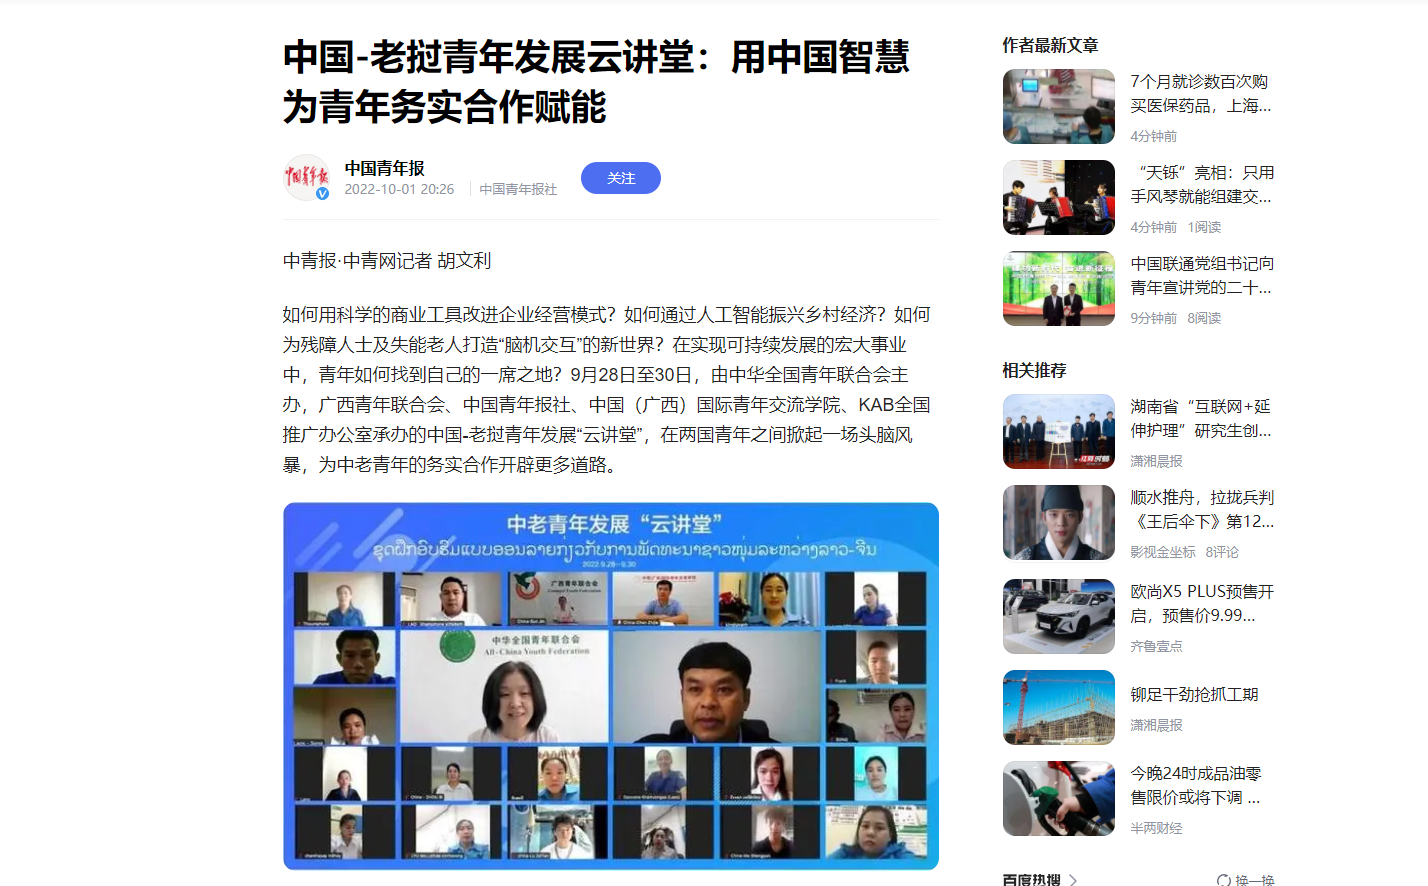 中国-老挝青年发展云讲堂：用中国智慧
为青年务实合作赋能
中国青年报
中国青年报
2022-10-01 20:26
中国青年报社
关注
中青报·中青网记者 胡文利
如何用科学的商业工具改进企业经营模式？如何通过人工智能振兴乡村经济？如何
为残障人士及失能老人打造“脑机交互”的新世界？在实现可持续发展的宏大事业
中，青年如何找到自己的一席之地？9月28日至30日，由中华全国青年联合会主
办，广西青年联合会、中国青年报社、中国（广西）国际青年交流学院、KAB全国
推广办公室承办的中国-老挝青年发展“云讲堂”，在两国青年之间掀起一场头脑风
暴，为中老青年的务实合作开辟更多道路。
中老青年发展“云讲堂”
ຊຸດຝຶກອົບຮົມແບບອອນລາຍກ່ຽວກັບການພັດທະນາຊາວໜຸ່ມລະຫວ່າງລາວ-ຈີນ
2022.9.28—9.30
广西青年联合会
Guangxi Youth Federation
中华全国青年联合会
All-China Youth Federation
作者最新文章
7个月就诊数百次购
买医保药品，上海...
4分钟前
“天铄”亮相：只用
手风琴就能组建交...
4分钟前 1阅读
中国联通党组书记向
青年宣讲党的二十...
9分钟前 8阅读
相关推荐
湖南省“互联网+延
伸护理”研究生创...
潇湘晨报
顺水推舟，拉拢兵判
《王后伞下》第12...
影视金坐标 8评论
欧尚X5 PLUS预售开
启，预售价9.99...
齐鲁壹点
铆足干劲抢抓工期
潇湘晨报
今晚24时成品油零
售限价或将下调 ...
半两财经
百度热搜
换一换